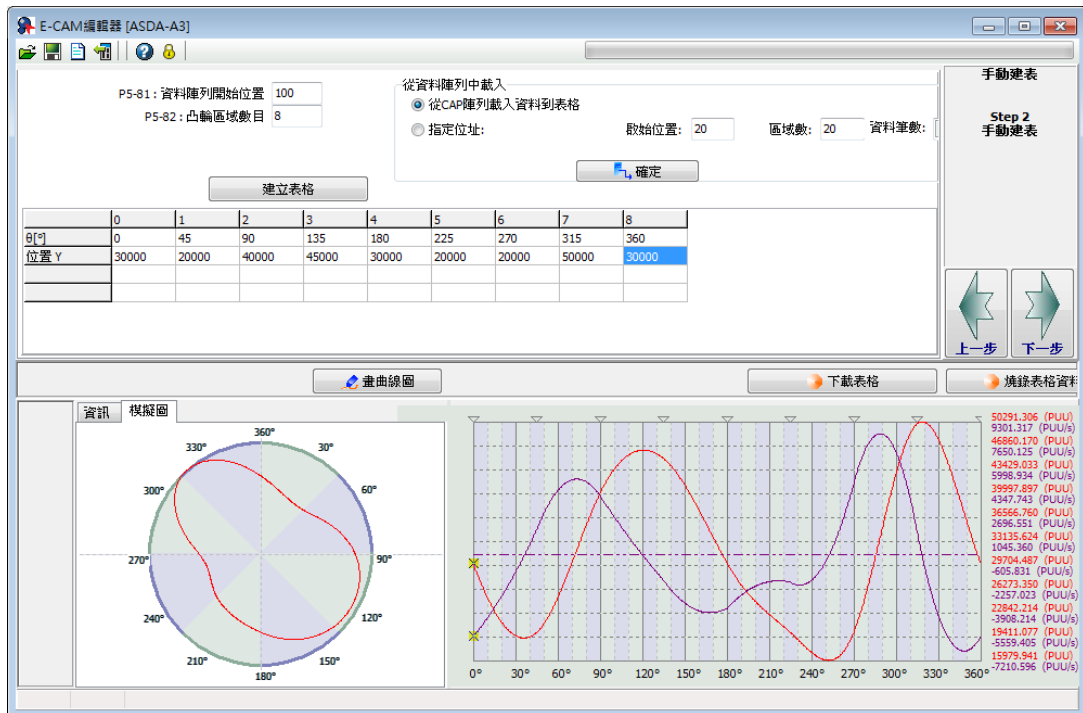 E-CAM編輯器 [ASDA-A3]
P5-81 : 資料陣列開始位置 100
P5-82 : 凸輪區域數目 8
從資料陣列中載入
從CAP陣列載入資料到表格
指定位址: 啟始位置: 20 區域數: 20 資料筆數:
確定
建立表格
手動建表
Step 2
手動建表
0 1 2 3 4 5 6 7 8
θ[°] 0 45 90 135 180 225 270 315 360
位置 Y 30000 20000 40000 45000 30000 20000 20000 50000 30000
上一步 下一步
畫曲線圖 下載表格 燒錄表格資料
資訊 模擬圖
360°
330° 30°
300° 60°
270° 90°
240° 120°
210° 150°
180°
50291.306 (PUU)
9301.317 (PUU/s)
46860.170 (PUU)
7650.125 (PUU/s)
43429.033 (PUU)
5998.934 (PUU/s)
39997.897 (PUU)
4347.743 (PUU/s)
36566.760 (PUU)
2696.551 (PUU/s)
33135.624 (PUU)
1045.360 (PUU/s)
29704.487 (PUU)
-605.831 (PUU/s)
26273.350 (PUU)
-2257.023 (PUU/s)
22842.214 (PUU)
-3908.214 (PUU/s)
19411.077 (PUU)
-5559.405 (PUU/s)
15979.941 (PUU)
-7210.596 (PUU/s)
0° 30° 60° 90° 120° 150° 180° 210° 240° 270° 300° 330° 360°